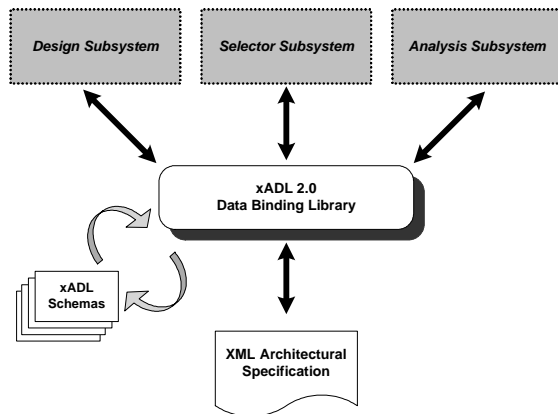 Design Subsystem
Selector Subsystem
Analysis Subsystem
xADL 2.0
Data Binding Library
xADL
Schemas
XML Architectural
Specification